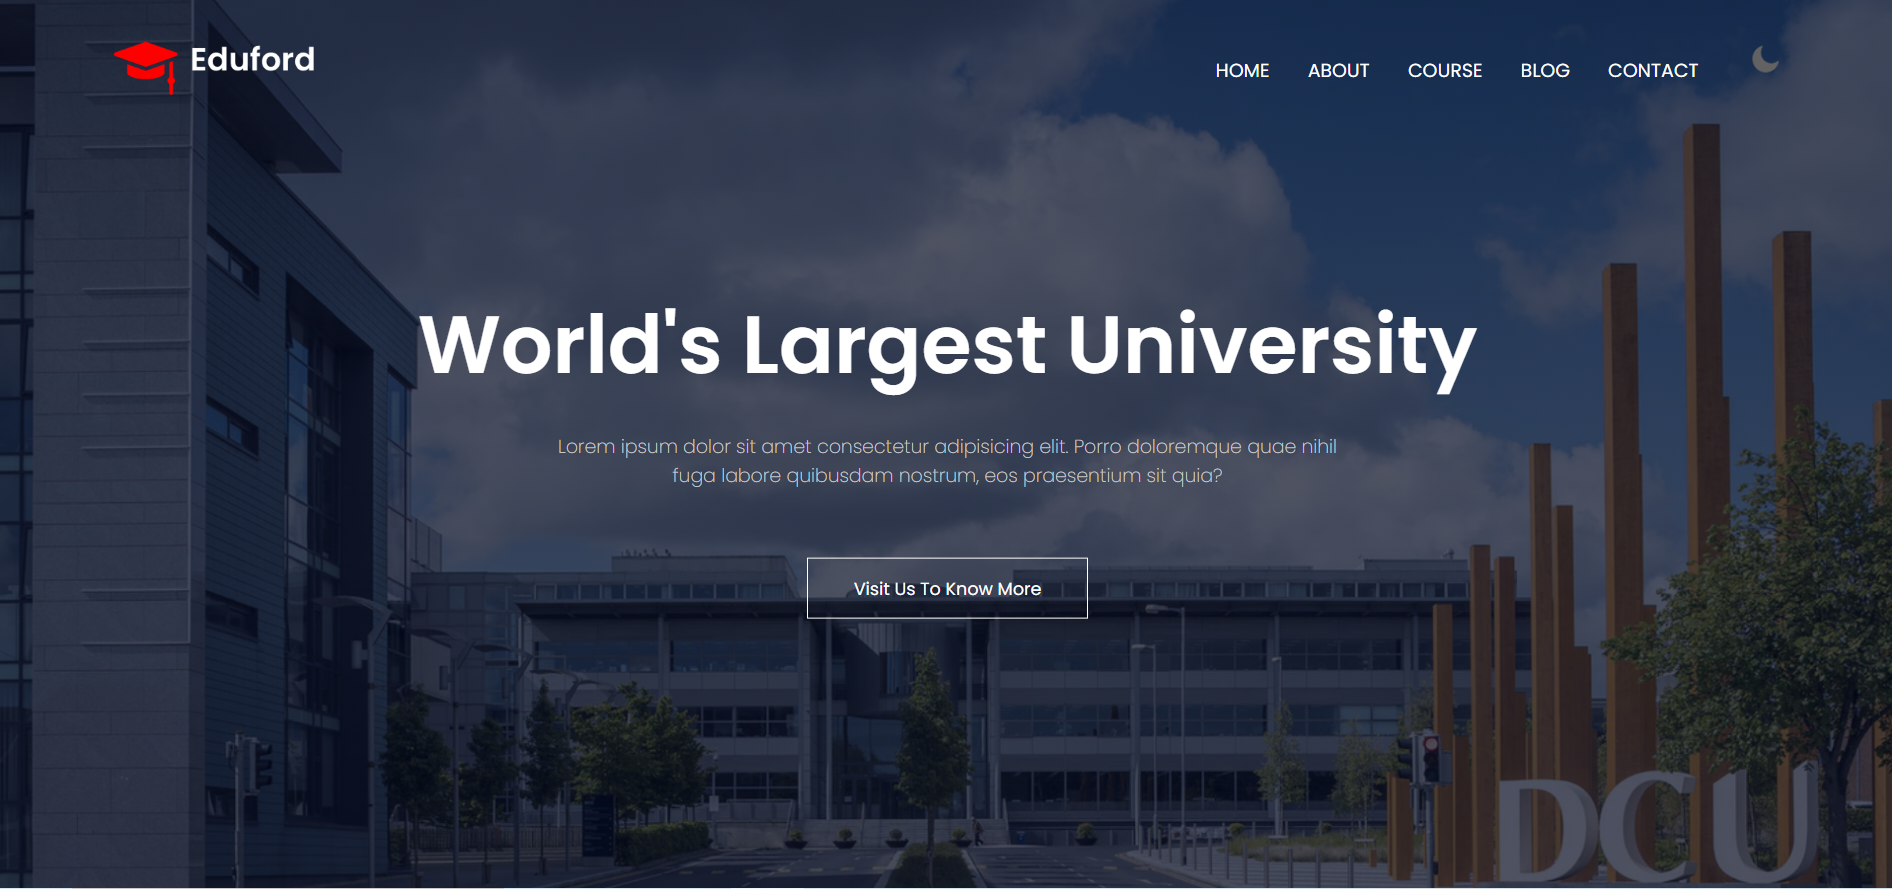 Eduford
HOME ABOUT COURSE BLOG CONTACT
World's Largest University
Lorem ipsum dolor sit amet consectetur adipisicing elit. Porro doloremque quae nihil
fuga labore quibusdam nostrum, eos praesentium sit quia?
Visit Us To Know More
DCU